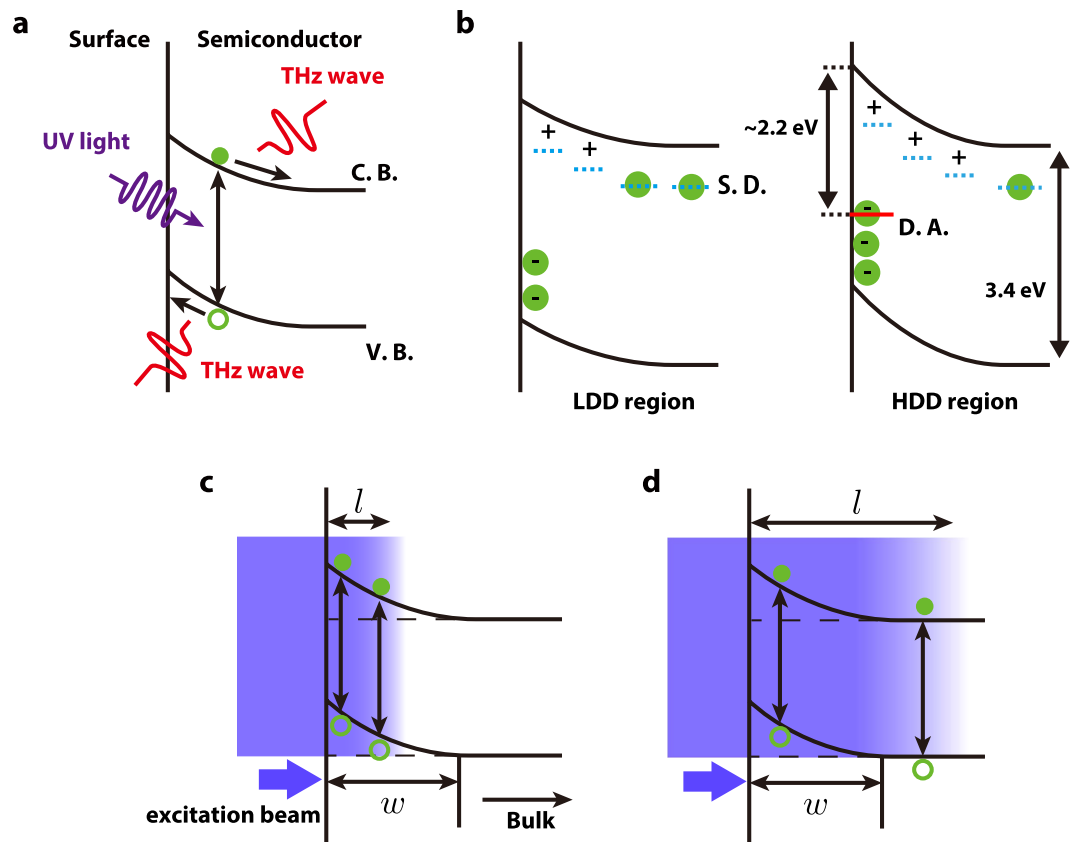 a
Surface
Semiconductor
THz wave
UV light
C. B.
V. B.
THz wave
b
+
+
S. D.
-
-
LDD region
~2.2 eV
+
+
+
-
D. A.
-
-
3.4 eV
HDD region
c
l
w
excitation beam
Bulk
d
l
w